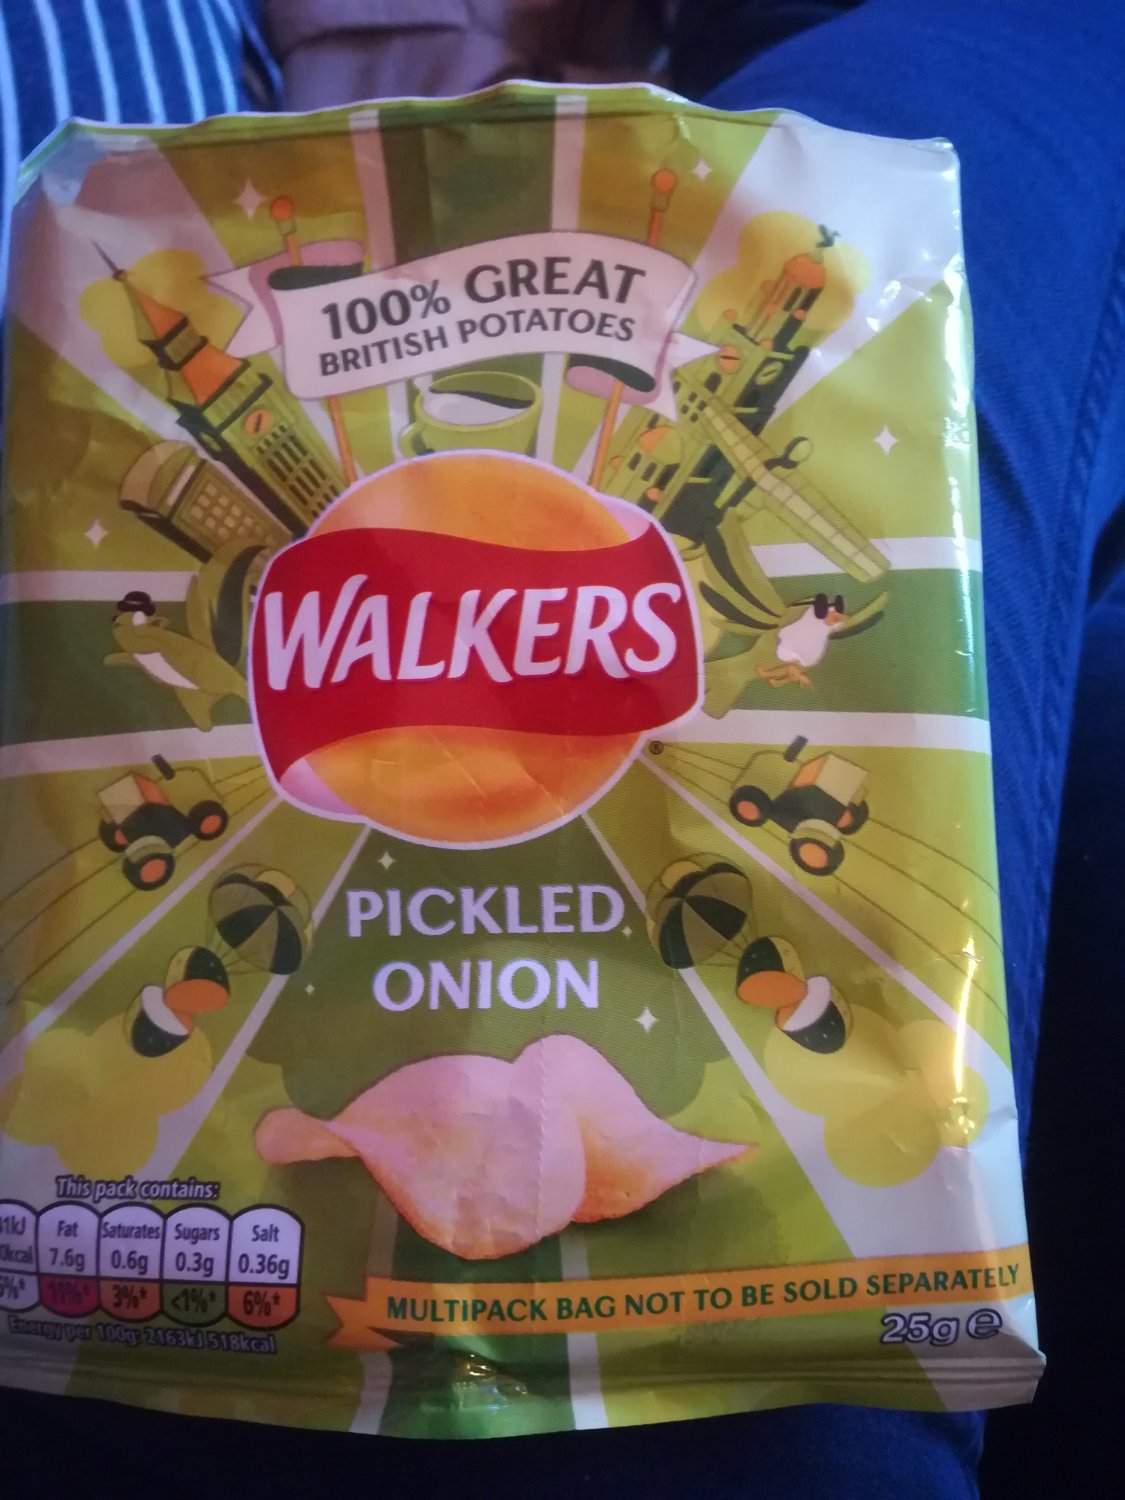 100% GREAT
BRITISH POTATOES
WALKERS
®
PICKLED
ONION
This pack contains:
Fat Saturates Sugars Salt
7.6g 0.6g 0.3g 0.36g
11%* 3%* <1%* 6%*
Energy per 100g: 2163kJ 518kcal
MULTIPACK BAG NOT TO BE SOLD SEPARATELY
25g e